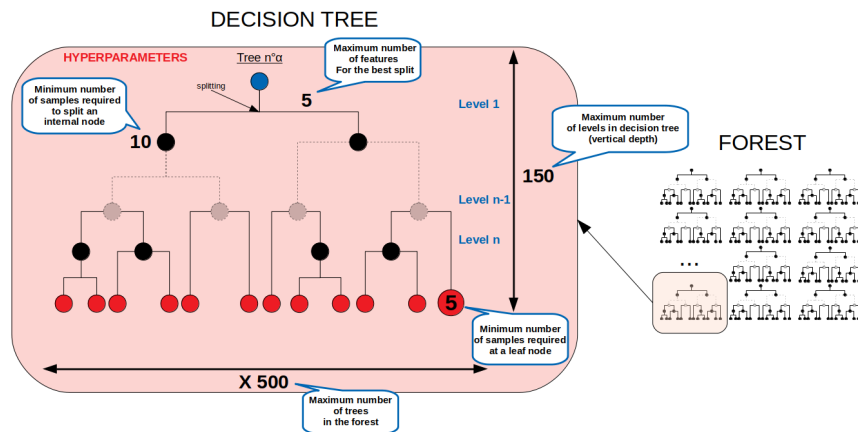 DECISION TREE
HYPERPARAMETERS
Tree n°α
Maximum number
of features
For the best split
Minimum number
of samples required
to split an
internal node
splitting
5
Level 1
Maximum number
of levels in decision tree
(vertical depth)
FOREST
10
150
Level n-1
Level n
...
5
Minimum number
of samples required
at a leaf node
X 500
Maximum number
of trees
in the forest